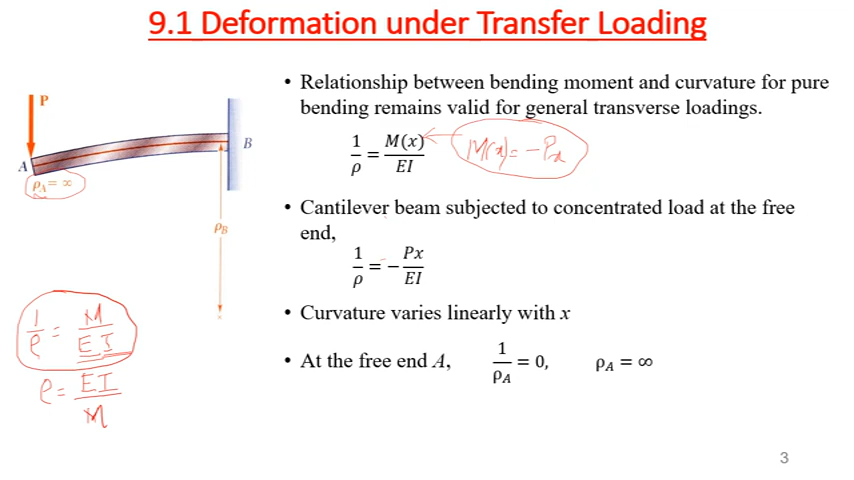 9.1 Deformation under Transfer Loading
P
A
B
ρA = ∞
ρB
• Relationship between bending moment and curvature for pure
bending remains valid for general transverse loadings.
1/ρ = M(x)/EI
M(x) = -Px
• Cantilever beam subjected to concentrated load at the free
end,
1/ρ = - Px/EI
• Curvature varies linearly with x
• At the free end A, 1/ρA = 0, ρA = ∞
1/ρ = M/EI
ρ = EI/M
3